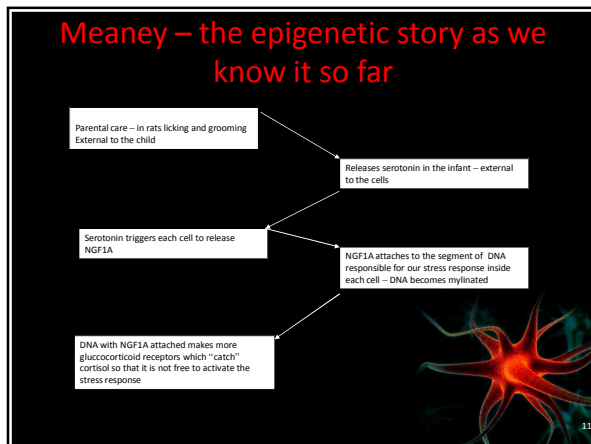 Meaney – the epigenetic story as we
know it so far
Parental care – in rats licking and grooming
External to the child
Releases serotonin in the infant – external
to the cells
Serotonin triggers each cell to release
NGF1A
NGF1A attaches to the segment of DNA
responsible for our stress response inside
each cell – DNA becomes mylinated
DNA with NGF1A attached makes more
gluccocorticoid receptors which “catch”
cortisol so that it is not free to activate the
stress response
11